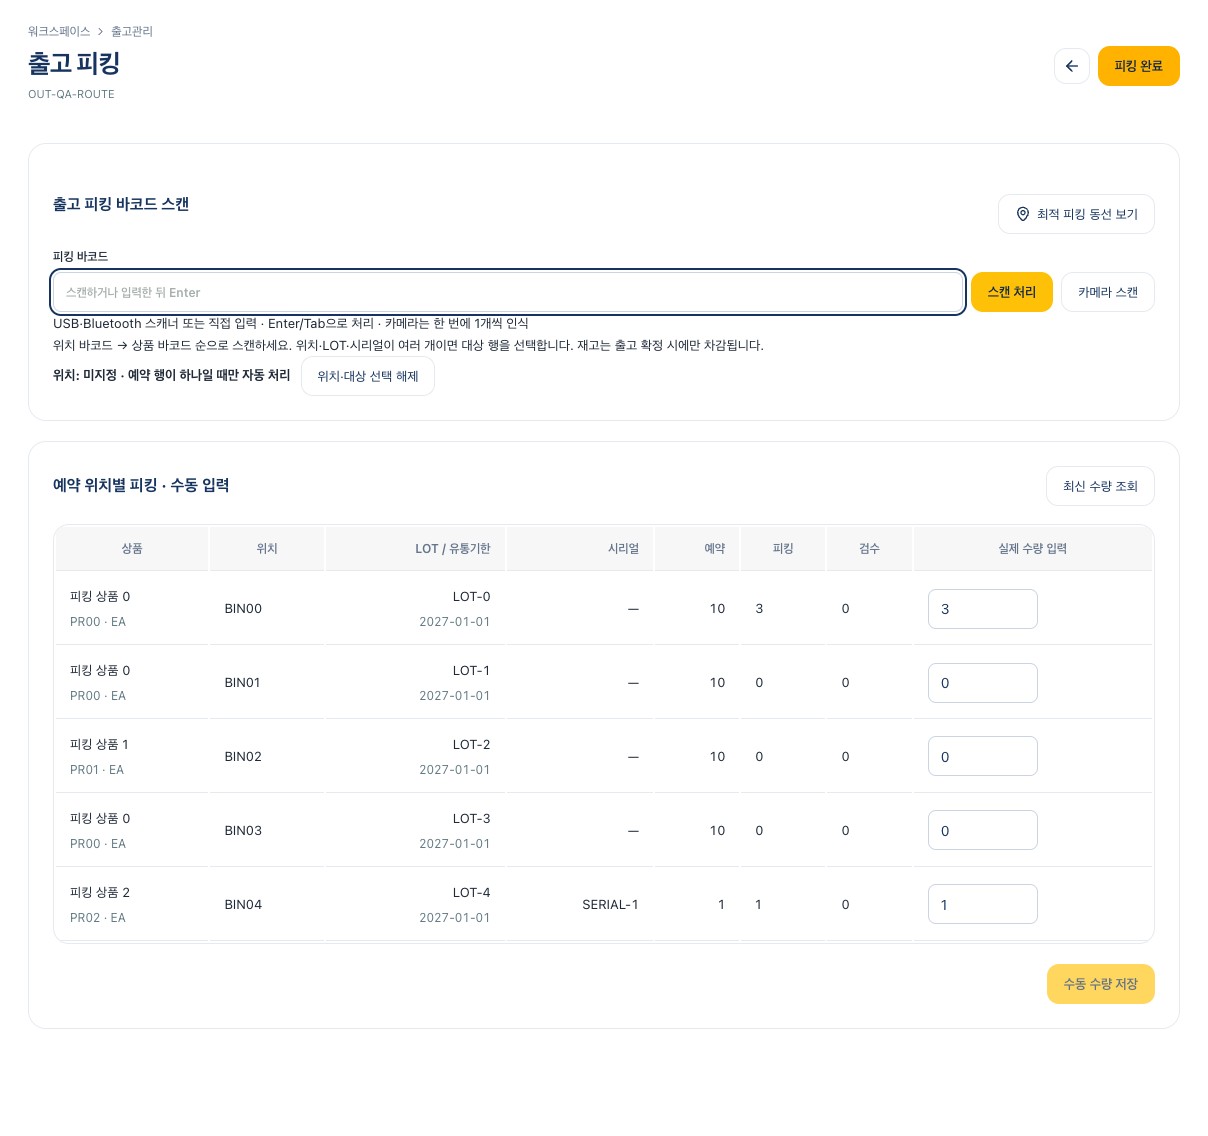 워크스페이스 > 출고관리
출고 피킹
OUT-QA-ROUTE
피킹 완료
출고 피킹 바코드 스캔
최적 피킹 동선 보기
피킹 바코드
스캔하거나 입력한 뒤 Enter
스캔 처리
카메라 스캔
USB·Bluetooth 스캐너 또는 직접 입력 · Enter/Tab으로 처리 · 카메라는 한 번에 1개씩 인식
위치 바코드 → 상품 바코드 순으로 스캔하세요. 위치·LOT·시리얼이 여러 개이면 대상 행을 선택합니다. 재고는 출고 확정 시에만 차감됩니다.
위치: 미지정 · 예약 행이 하나일 때만 자동 처리
위치·대상 선택 해제
예약 위치별 피킹 · 수동 입력
최신 수량 조회
상품 위치 LOT / 유통기한 시리얼 예약 피킹 검수 실제 수량 입력
피킹 상품 0 BIN00 LOT-0 — 10 3 0 3
PR00 · EA 2027-01-01
피킹 상품 0 BIN01 LOT-1 — 10 0 0 0
PR00 · EA 2027-01-01
피킹 상품 1 BIN02 LOT-2 — 10 0 0 0
PR01 · EA 2027-01-01
피킹 상품 0 BIN03 LOT-3 — 10 0 0 0
PR00 · EA 2027-01-01
피킹 상품 2 BIN04 LOT-4 SERIAL-1 1 1 0 1
PR02 · EA 2027-01-01
수동 수량 저장